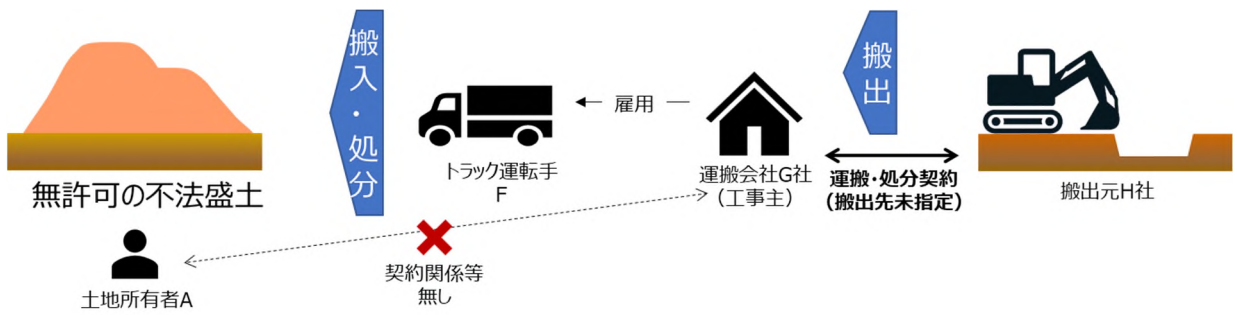 無許可の不法盛土
土地所有者A
搬入・処分
トラック運転手
F
雇用
契約関係等
無し
運搬会社G社
（工事主）
搬出
運搬・処分契約
（搬出先未指定）
搬出元H社